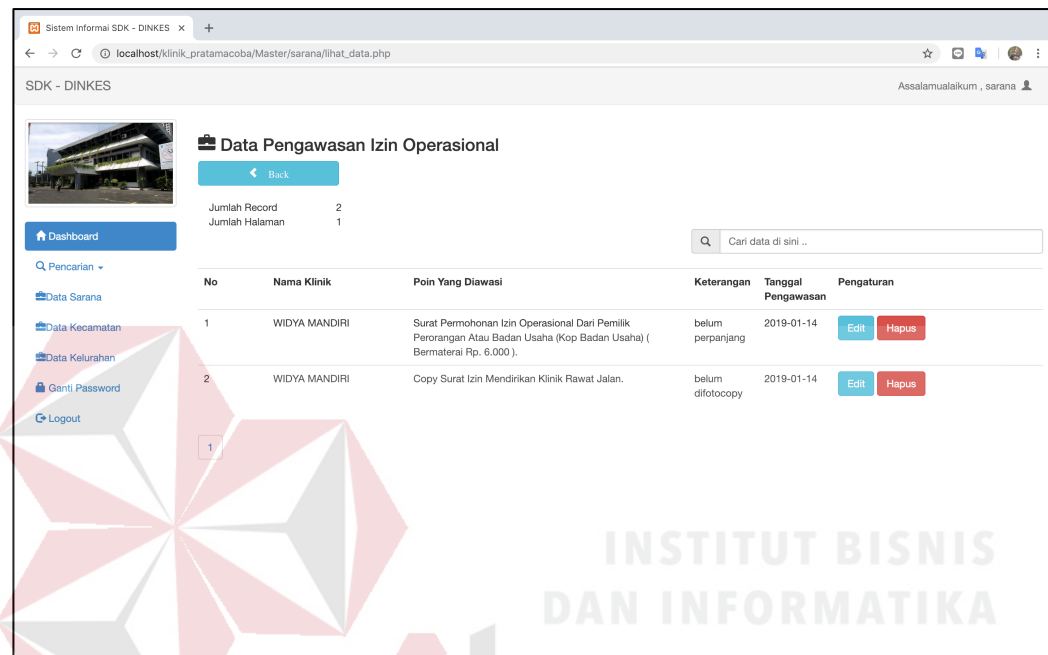 Sistem Informai SDK - DINKES
localhost/klinik_pratamacoba/Master/sarana/lihat_data.php
SDK - DINKES
Assalamualaikum , sarana
Dashboard
Pencarian
Data Sarana
Data Kecamatan
Data Kelurahan
Ganti Password
Logout
Data Pengawasan Izin Operasional
Back
Jumlah Record 2
Jumlah Halaman 1
Cari data di sini ..
No Nama Klinik Poin Yang Diawasi Keterangan Tanggal Pengawasan Pengaturan
1 WIDYA MANDIRI Surat Permohonan Izin Operasional Dari Pemilik Perorangan Atau Badan Usaha (Kop Badan Usaha) ( Bermaterai Rp. 6.000 ). belum perpanjang 2019-01-14 Edit Hapus
2 WIDYA MANDIRI Copy Surat Izin Mendirikan Klinik Rawat Jalan. belum difotocopy 2019-01-14 Edit Hapus
1
INSTITUT BISNIS
DAN INFORMATIKA